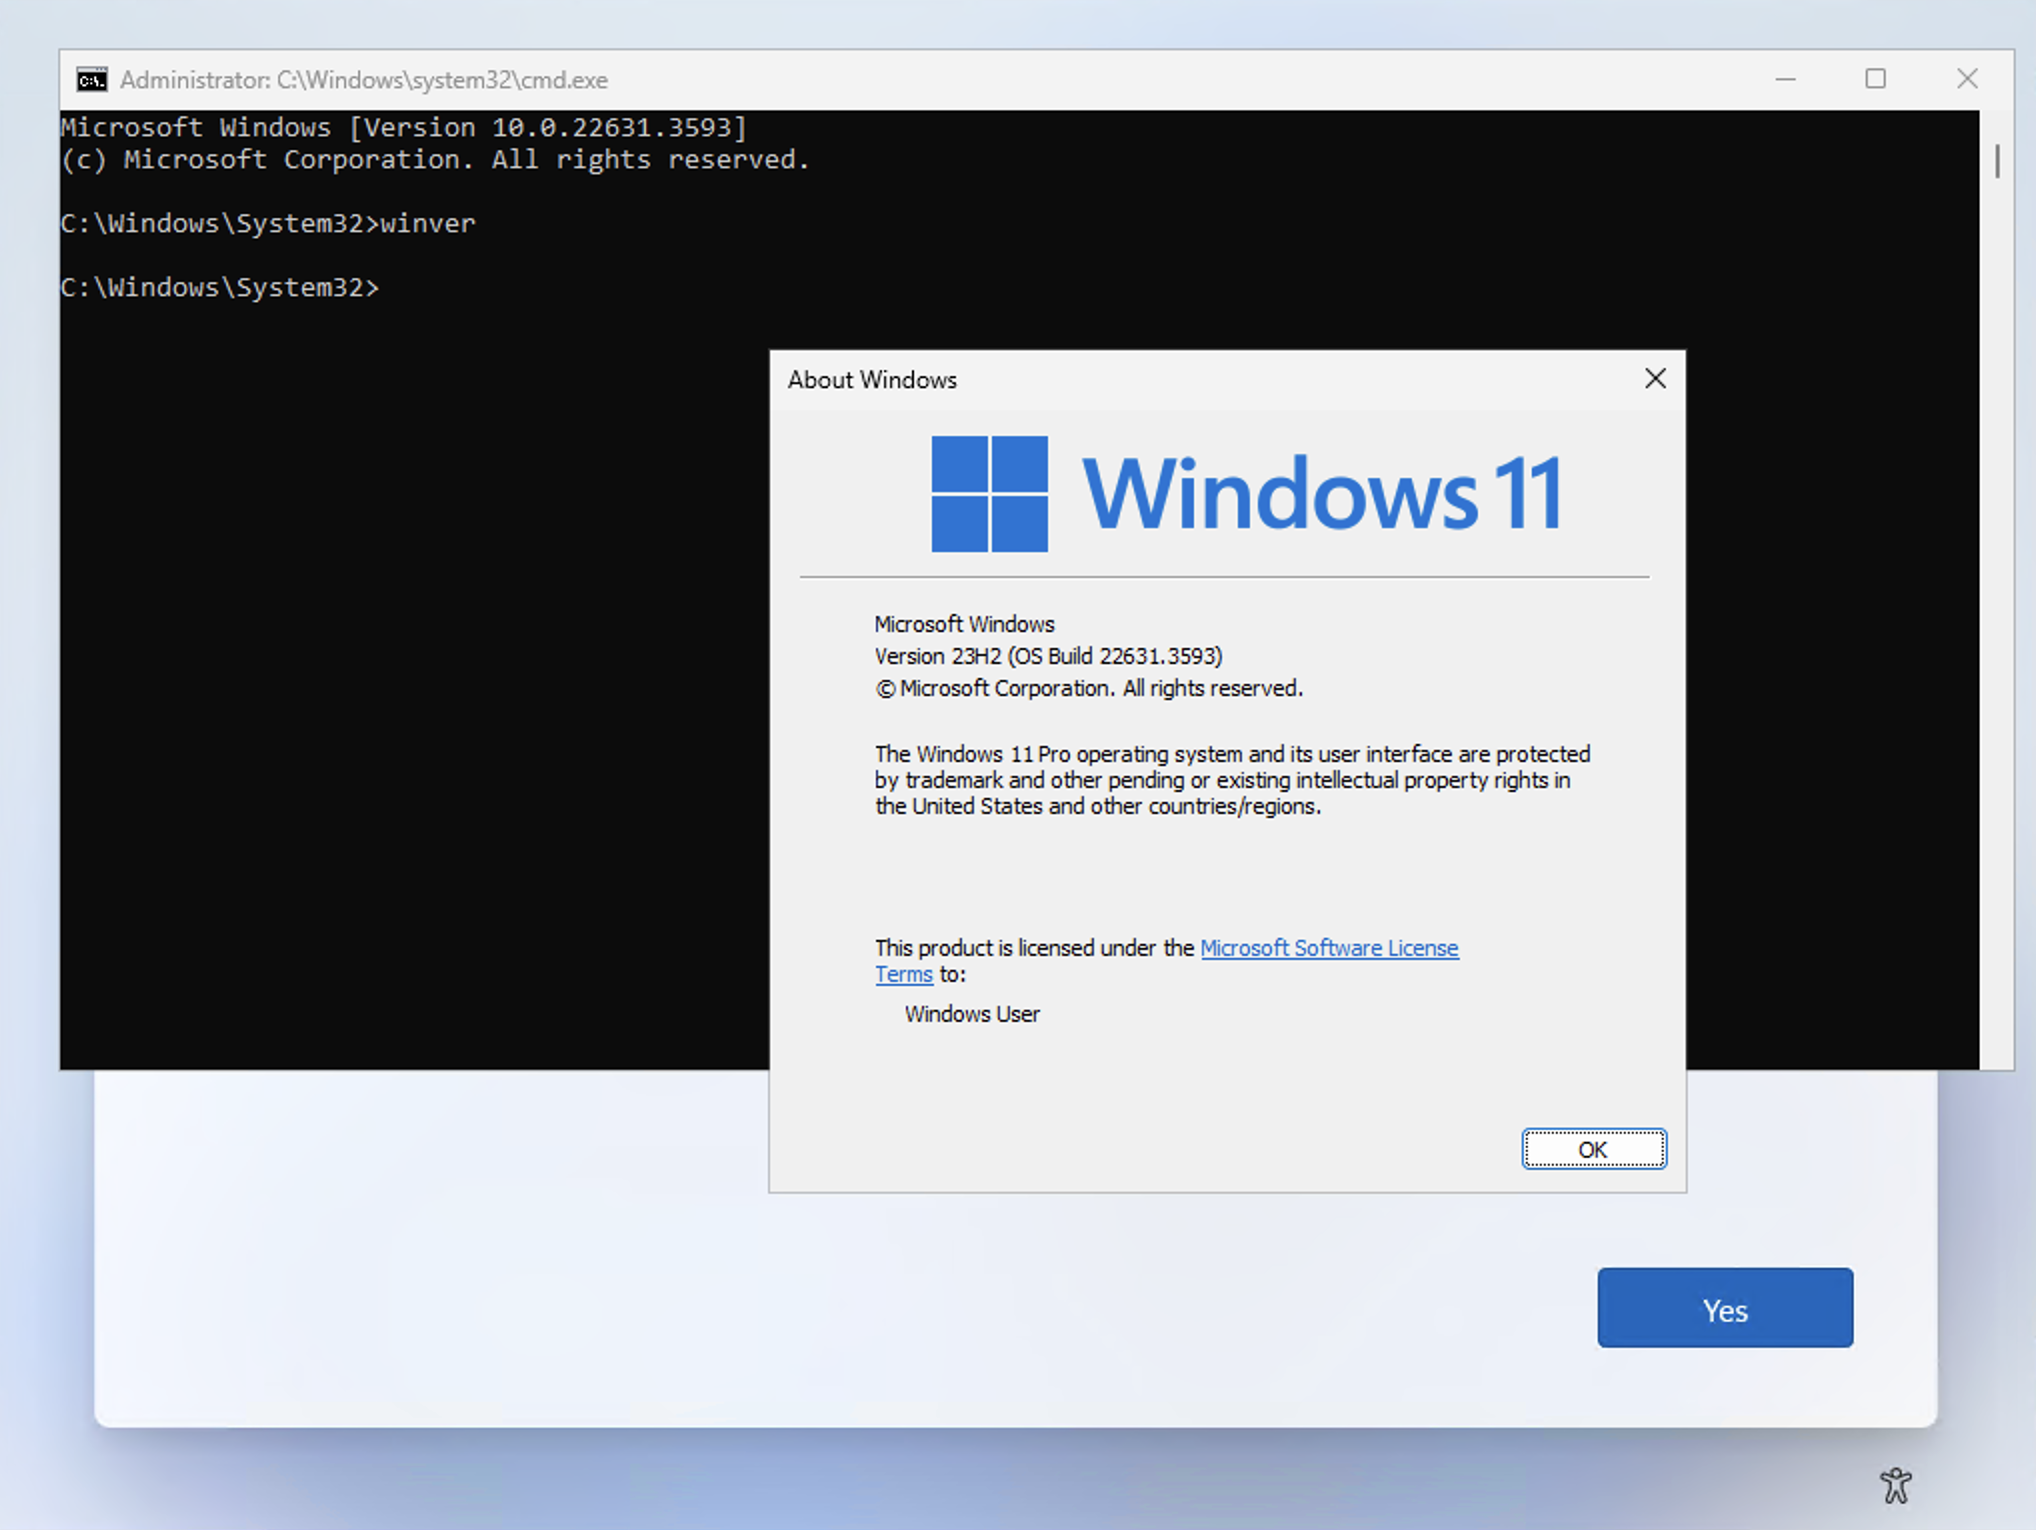 Administrator: C:\Windows\system32\cmd.exe
Microsoft Windows [Version 10.0.22631.3593]
(c) Microsoft Corporation. All rights reserved.
C:\Windows\System32>winver
C:\Windows\System32>
About Windows
Windows 11
Microsoft Windows
Version 23H2 (OS Build 22631.3593)
© Microsoft Corporation. All rights reserved.
The Windows 11 Pro operating system and its user interface are protected
by trademark and other pending or existing intellectual property rights in
the United States and other countries/regions.
This product is licensed under the Microsoft Software License
Terms to:
Windows User
OK
Yes